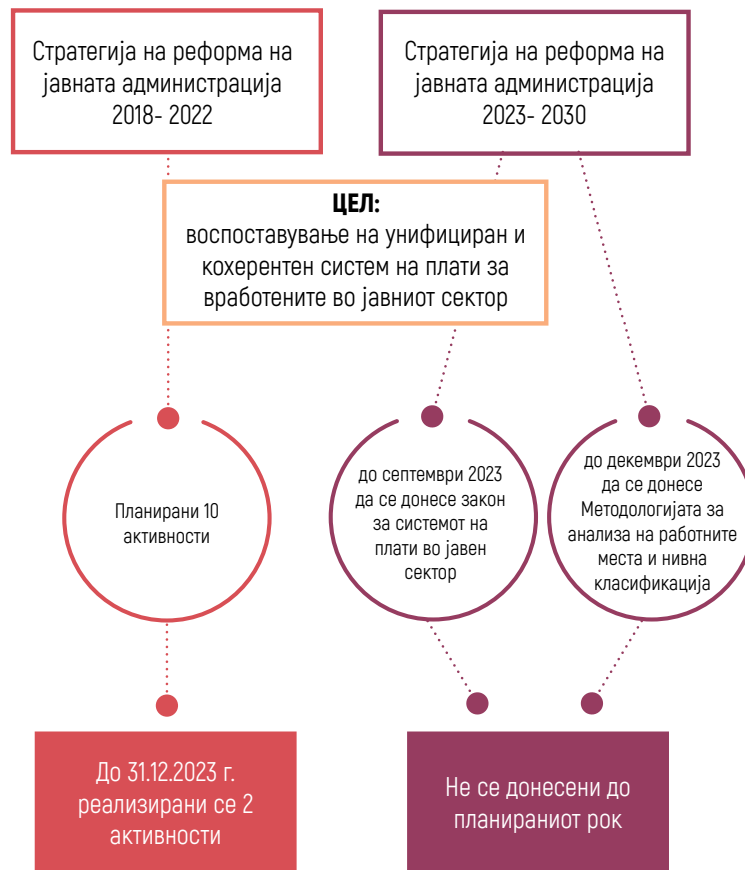 Стратегија на реформа на
јавната администрација
2018- 2022
Стратегија на реформа на
јавната администрација
2023- 2030
ЦЕЛ:
воспоставување на унифициран и
кохерентен систем на плати за
вработените во јавниот сектор
Планирани 10
активности
до септември 2023
да се донесе закон
за системот на
плати во јавен
сектор
до декември 2023
да се донесе
Методологијата за
анализа на работните
места и нивна
класификација
До 31.12.2023 г.
реализирани се 2
активности
Не се донесени до
планираниот рок